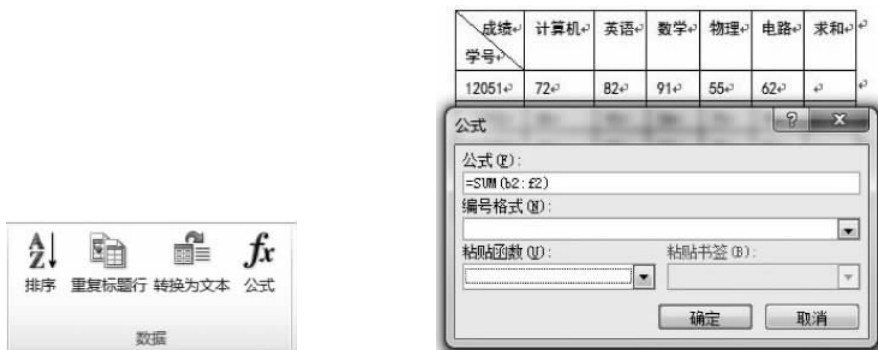 成绩 计算机 英语 数学 物理 电路 求和
学号
12051 72 82 91 55 62
公式
公式(F):
=SUM(b2:f2)
编号格式(N):
粘贴函数(U): 粘贴书签(B):
确定 取消
排序 重复标题行 转换为文本 公式
数据